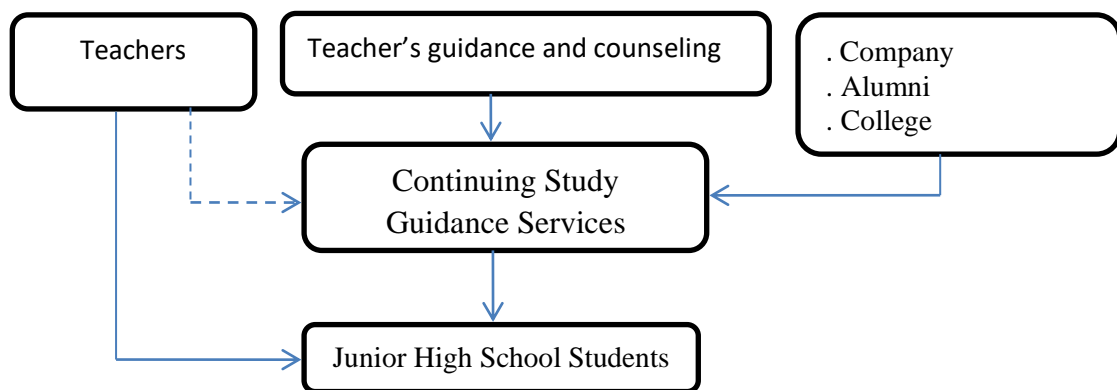 Teachers
Teacher’s guidance and counseling
. Company
. Alumni
. College
Continuing Study
Guidance Services
Junior High School Students